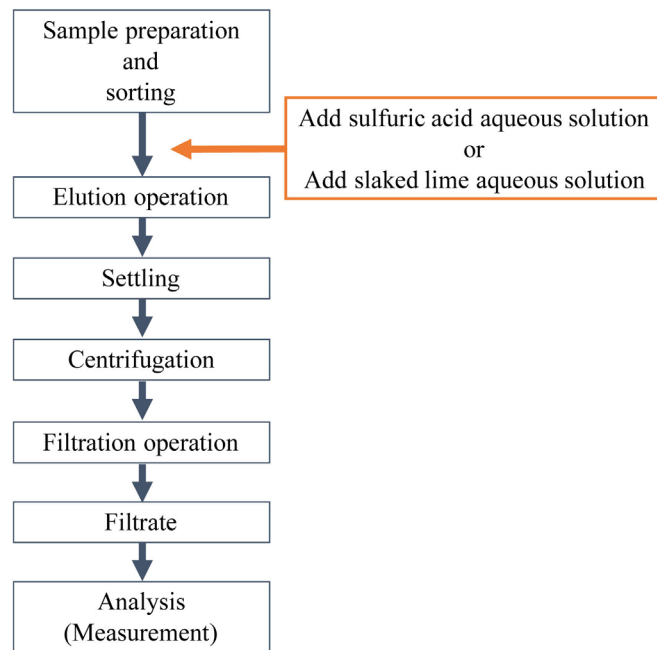 Sample preparation
and
sorting
Add sulfuric acid aqueous solution
or
Add slaked lime aqueous solution
Elution operation
Settling
Centrifugation
Filtration operation
Filtrate
Analysis
(Measurement)